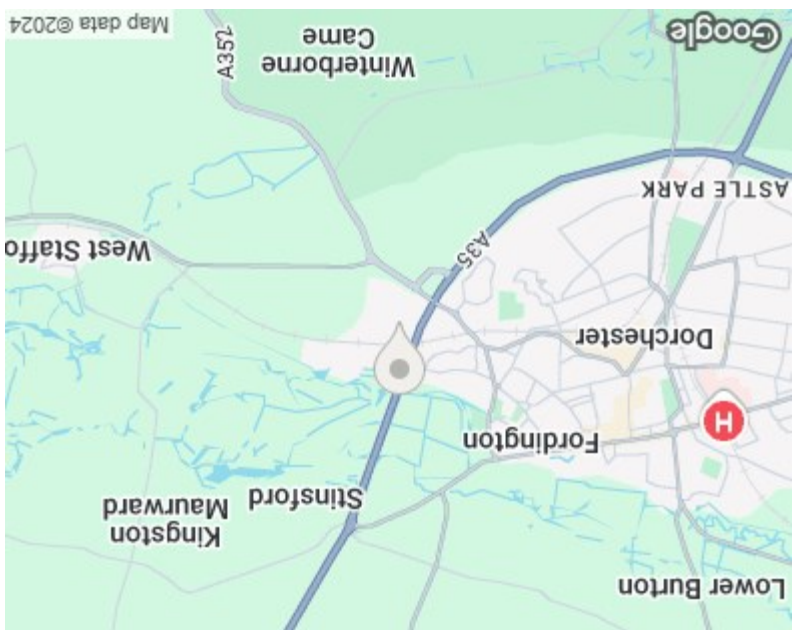 Lower Burton
Kingston
Maurward
Stinsford
Fordington
H
Dorchester
West Staffo
A35
ASTLE PARK
Winterborne
Came
A352
Google
Map data ©2024